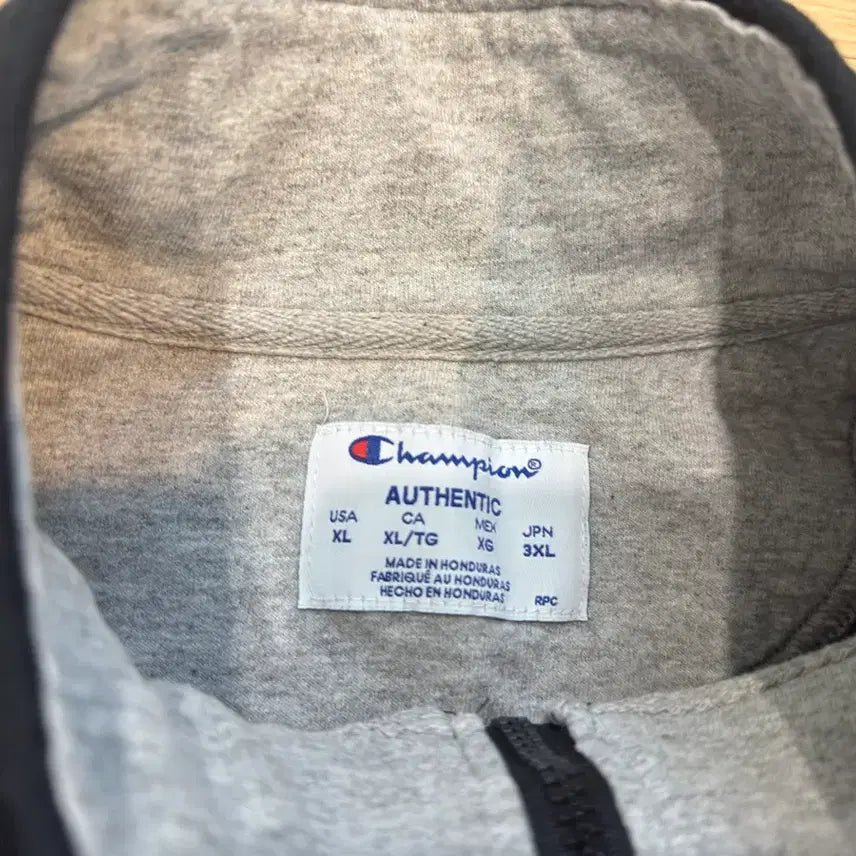 Champion®
AUTHENTIC
USA CA MEX JPN
XL XL/TG XG 3XL
MADE IN HONDURAS
FABRIQUÉ AU HONDURAS
HECHO EN HONDURAS RPC